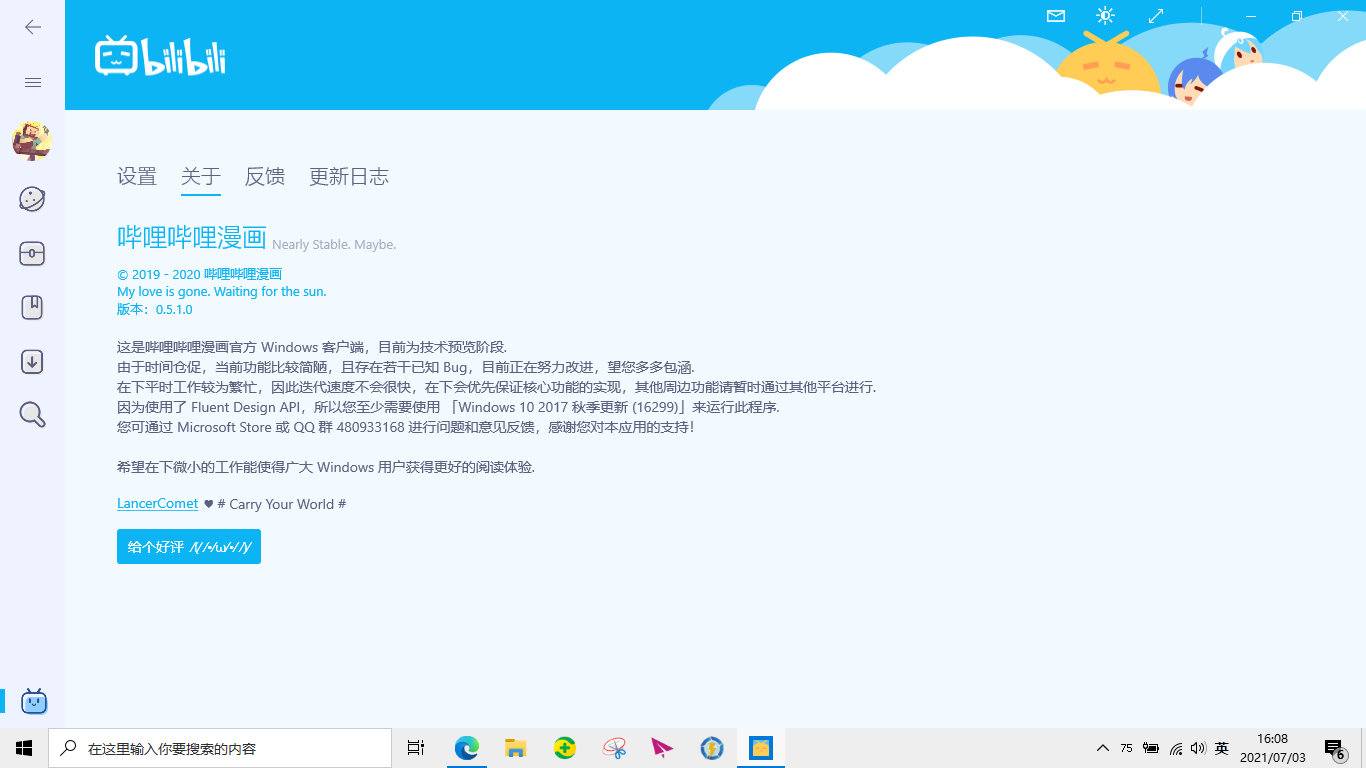 bilibili
设置 关于 反馈 更新日志
哔哩哔哩漫画 Nearly Stable. Maybe.
© 2019 - 2020 哔哩哔哩漫画
My love is gone. Waiting for the sun.
版本：0.5.1.0
这是哔哩哔哩漫画官方 Windows 客户端，目前为技术预览阶段.
由于时间仓促，当前功能比较简陋，且存在若干已知 Bug，目前正在努力改进，望您多多包涵.
在下平时工作较为繁忙，因此迭代速度不会很快，在下会优先保证核心功能的实现，其他周边功能请暂时通过其他平台进行.
因为使用了 Fluent Design API，所以您至少需要使用 「Windows 10 2017 秋季更新 (16299)」来运行此程序.
您可通过 Microsoft Store 或 QQ 群 480933168 进行问题和意见反馈，感谢您对本应用的支持！
希望在下微小的工作能使得广大 Windows 用户获得更好的阅读体验.
LancerComet ♥ # Carry Your World #
给个好评 /(//•/ω/•//)/
在这里输入你要搜索的内容
75 英 16:08
2021/07/03
6